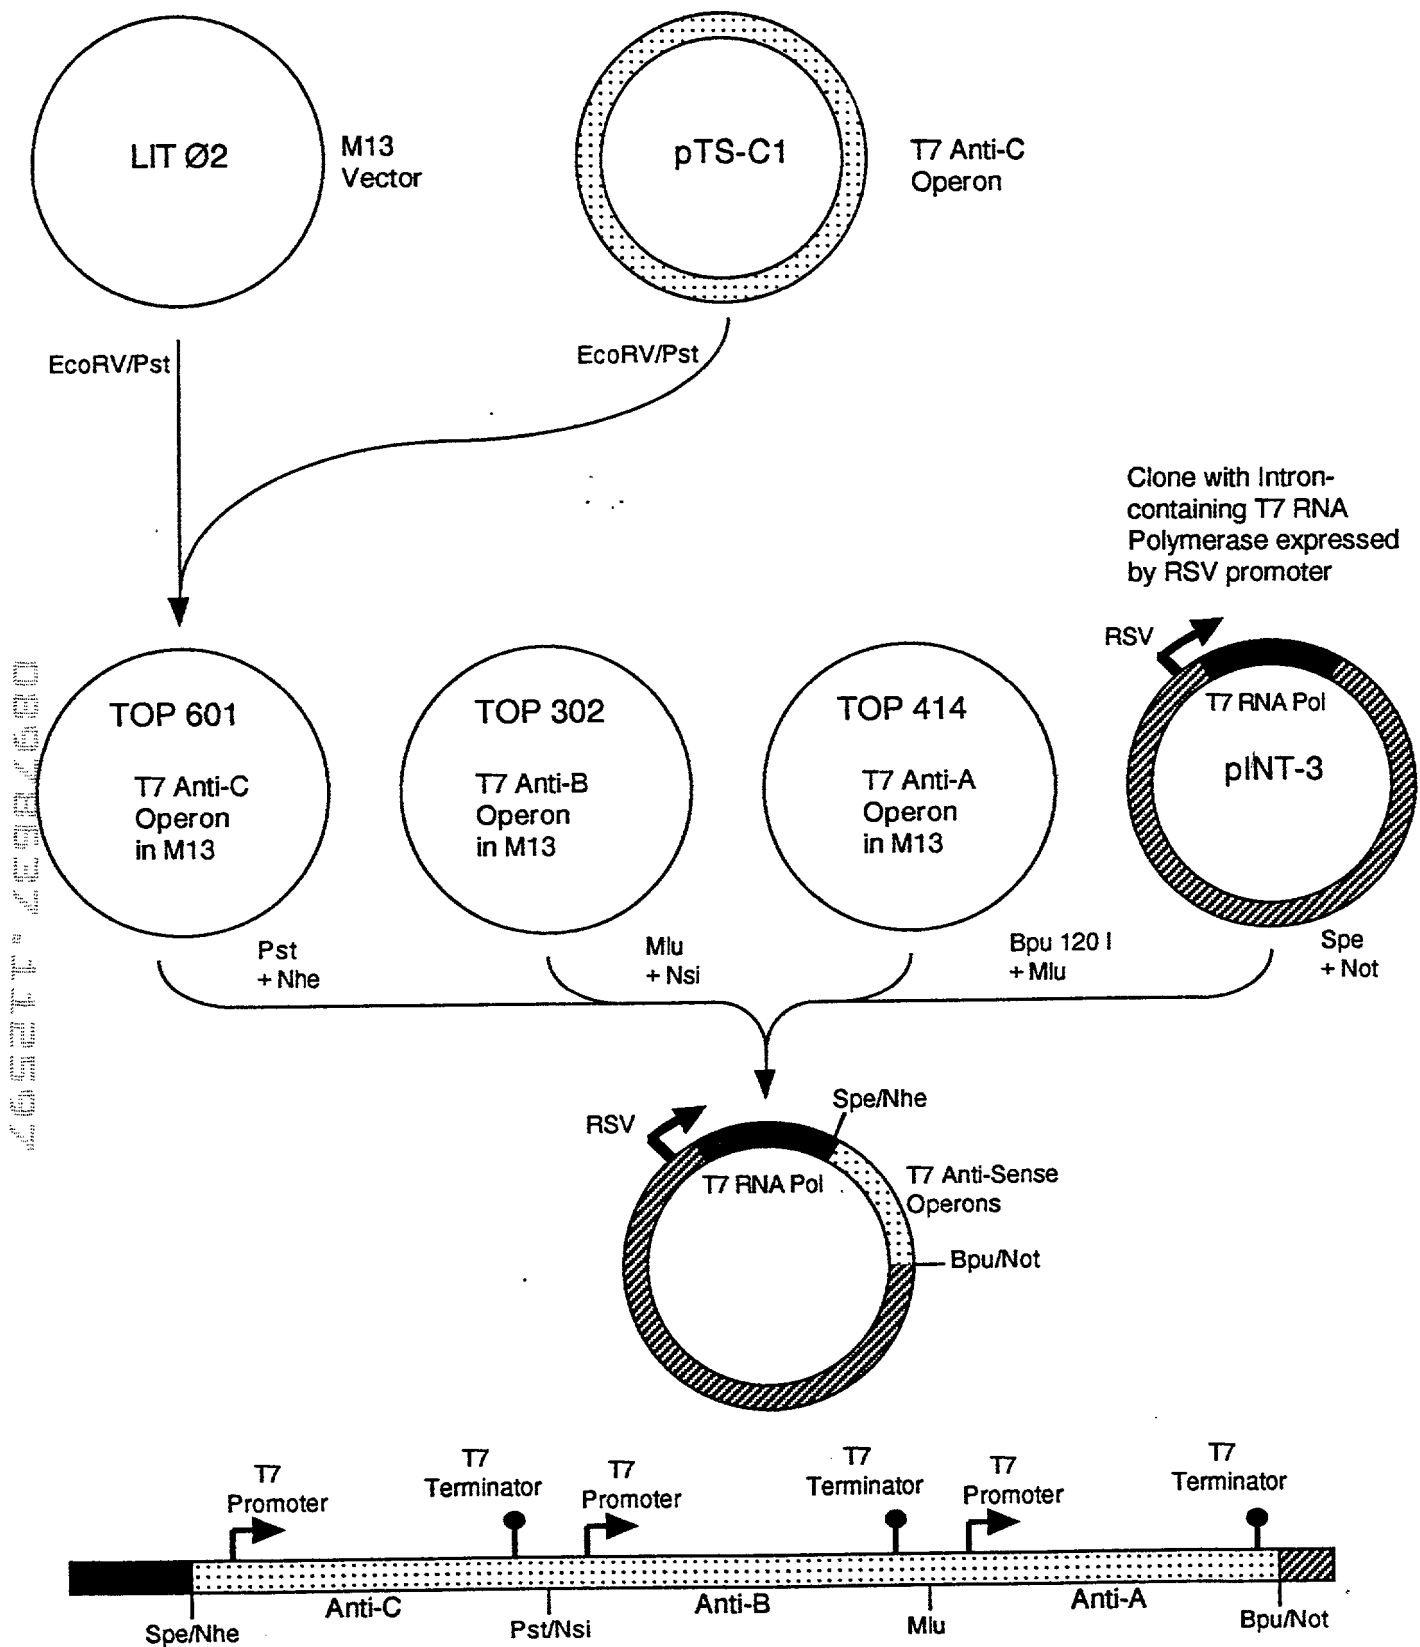 LIT Ø2
M13
Vector
pTS-C1
T7 Anti-C
Operon
EcoRV/Pst
EcoRV/Pst
Clone with Intron-
containing T7 RNA
Polymerase expressed
by RSV promoter
RSV
TOP 601
T7 Anti-C
Operon
in M13
TOP 302
T7 Anti-B
Operon
in M13
TOP 414
T7 Anti-A
Operon
in M13
T7 RNA Pol
pINT-3
Pst
+ Nhe
Mlu
+ Nsi
Bpu 120 I
+ Mlu
Spe
+ Not
RSV
Spe/Nhe
T7 RNA Pol
T7 Anti-Sense
Operons
Bpu/Not
T7
Promoter
T7
Terminator
T7
Promoter
T7
Terminator
T7
Promoter
T7
Terminator
Anti-C
Anti-B
Anti-A
Spe/Nhe
Pst/Nsi
Mlu
Bpu/Not